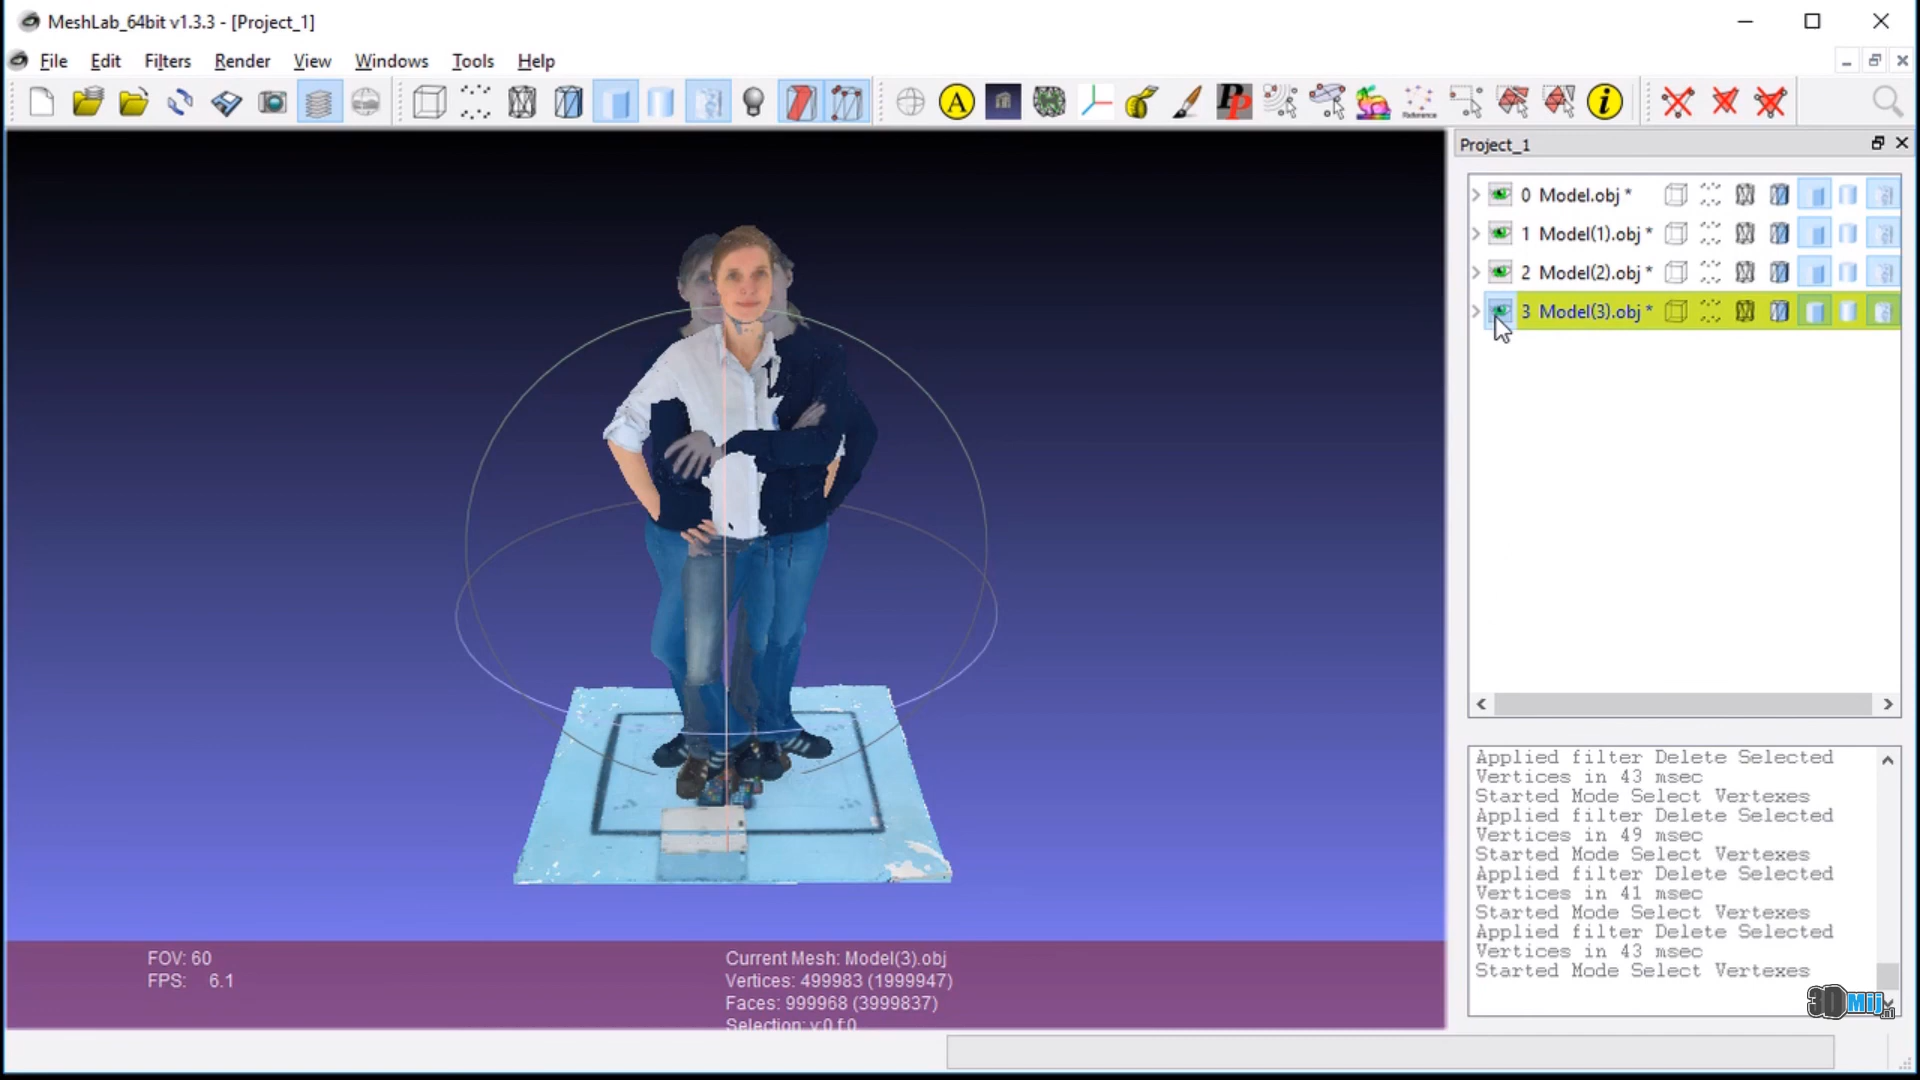 MeshLab_64bit v1.3.3 - [Project_1]
File Edit Filters Render View Windows Tools Help
A
PP
Reference
i
Project_1
0 Model.obj *
1 Model(1).obj *
2 Model(2).obj *
3 Model(3).obj *
Applied filter Delete Selected
Vertices in 43 msec
Started Mode Select Vertexes
Applied filter Delete Selected
Vertices in 49 msec
Started Mode Select Vertexes
Applied filter Delete Selected
Vertices in 41 msec
Started Mode Select Vertexes
Applied filter Delete Selected
Vertices in 43 msec
Started Mode Select Vertexes
FOV: 60
FPS: 6.1
Current Mesh: Model(3).obj
Vertices: 499983 (1999947)
Faces: 999968 (3999837)
Selection: v:0 f:0
3DMij.nl